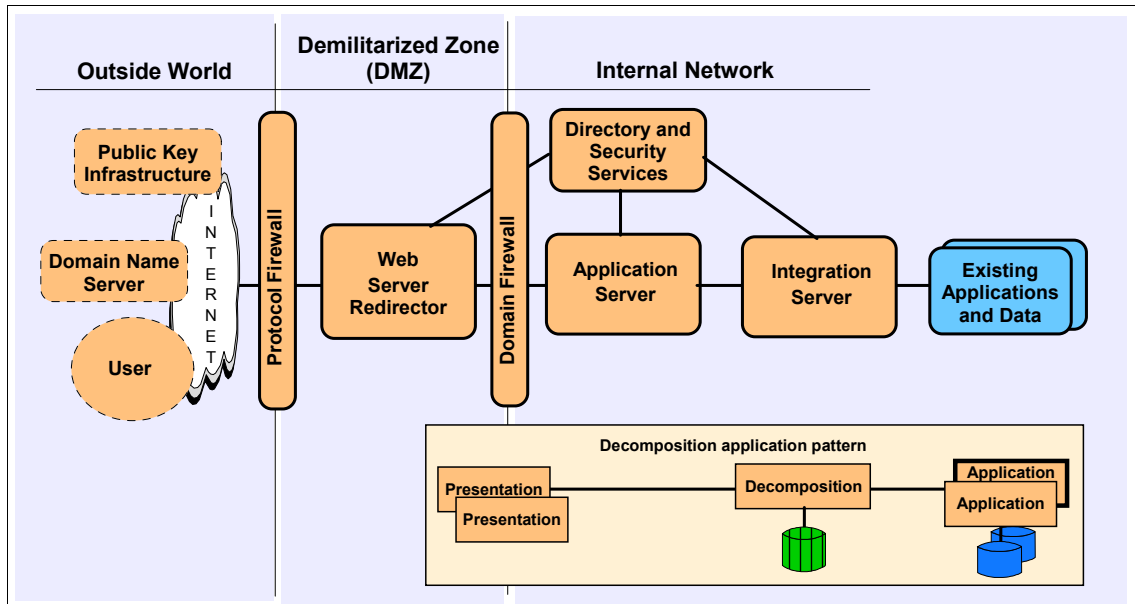 Demilitarized Zone
(DMZ)
Outside World
Internal Network
Public Key
Infrastructure
Domain Name
Server
User
INTERNET
Protocol Firewall
Web
Server
Redirector
Domain Firewall
Directory and
Security
Services
Application
Server
Integration
Server
Existing
Applications
and Data
Decomposition application pattern
Presentation
Presentation
Decomposition
Application
Application